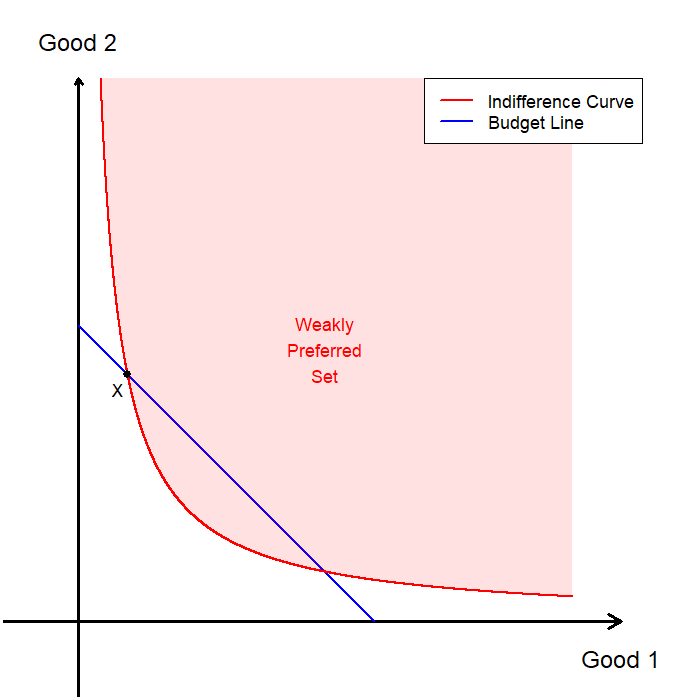 Good 2
Indifference Curve
Budget Line
Weakly
Preferred
Set
X
Good 1